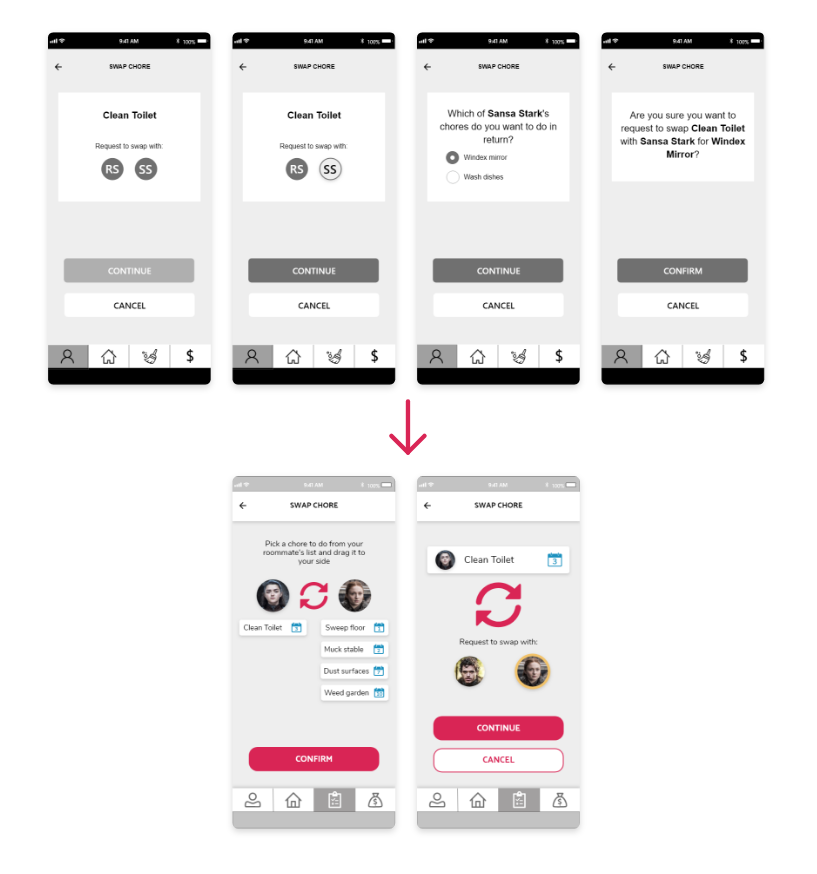 9:41 AM
100%
SWAP CHORE
Clean Toilet
Request to swap with:
RS
SS
CONTINUE
CANCEL
$
9:41 AM
100%
SWAP CHORE
Clean Toilet
Request to swap with:
RS
SS
CONTINUE
CANCEL
$
9:41 AM
100%
SWAP CHORE
Which of Sansa Stark's
chores do you want to do in
return?
Windex mirror
Wash dishes
CONTINUE
CANCEL
$
9:41 AM
100%
SWAP CHORE
Are you sure you want to
request to swap Clean Toilet
with Sansa Stark for Windex
Mirror?
CONFIRM
CANCEL
$
9:41 AM
100%
SWAP CHORE
Pick a chore to do from your
roommate's list and drag it to
your side
Clean Toilet 3
Sweep floor 1
Muck stable
Dust surfaces 7
Weed garden
CONFIRM
$
9:41 AM
100%
SWAP CHORE
Clean Toilet 3
Request to swap with:
CONTINUE
CANCEL
$